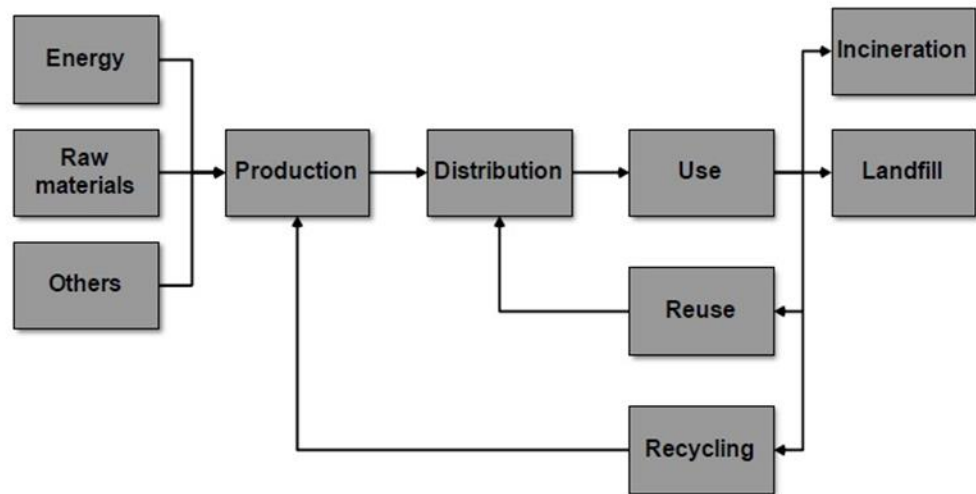 Energy
Incineration
Raw
materials
Production
Distribution
Use
Landfill
Others
Reuse
Recycling